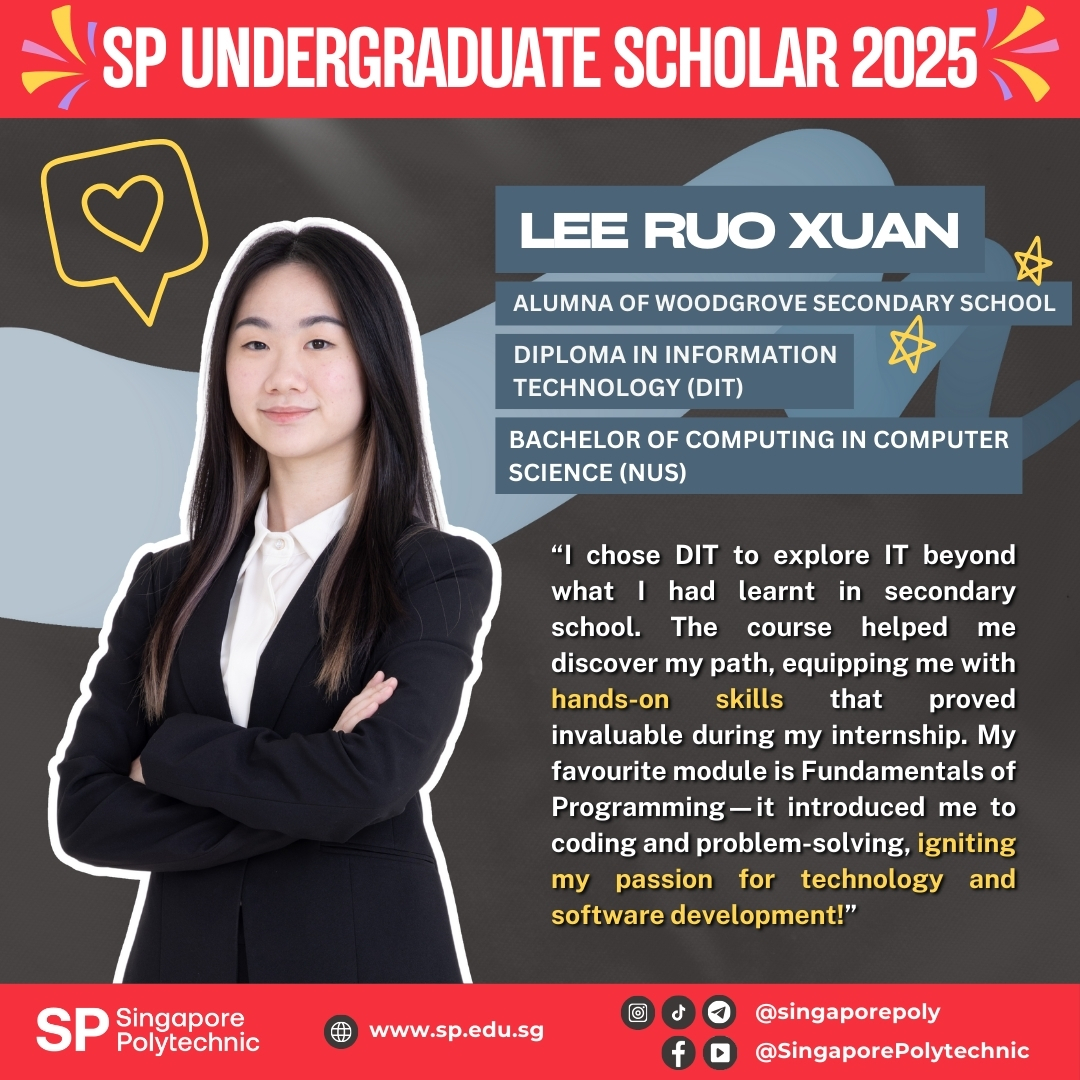 SP UNDERGRADUATE SCHOLAR 2025
LEE RUO XUAN
ALUMNA OF WOODGROVE SECONDARY SCHOOL
DIPLOMA IN INFORMATION
TECHNOLOGY (DIT)
BACHELOR OF COMPUTING IN COMPUTER
SCIENCE (NUS)
“I chose DIT to explore IT beyond
what I had learnt in secondary
school. The course helped me
discover my path, equipping me with
hands-on skills that proved
invaluable during my internship. My
favourite module is Fundamentals of
Programming—it introduced me to
coding and problem-solving, igniting
my passion for technology and
software development!”
SP Singapore
Polytechnic
www.sp.edu.sg
@singaporepoly
@SingaporePolytechnic